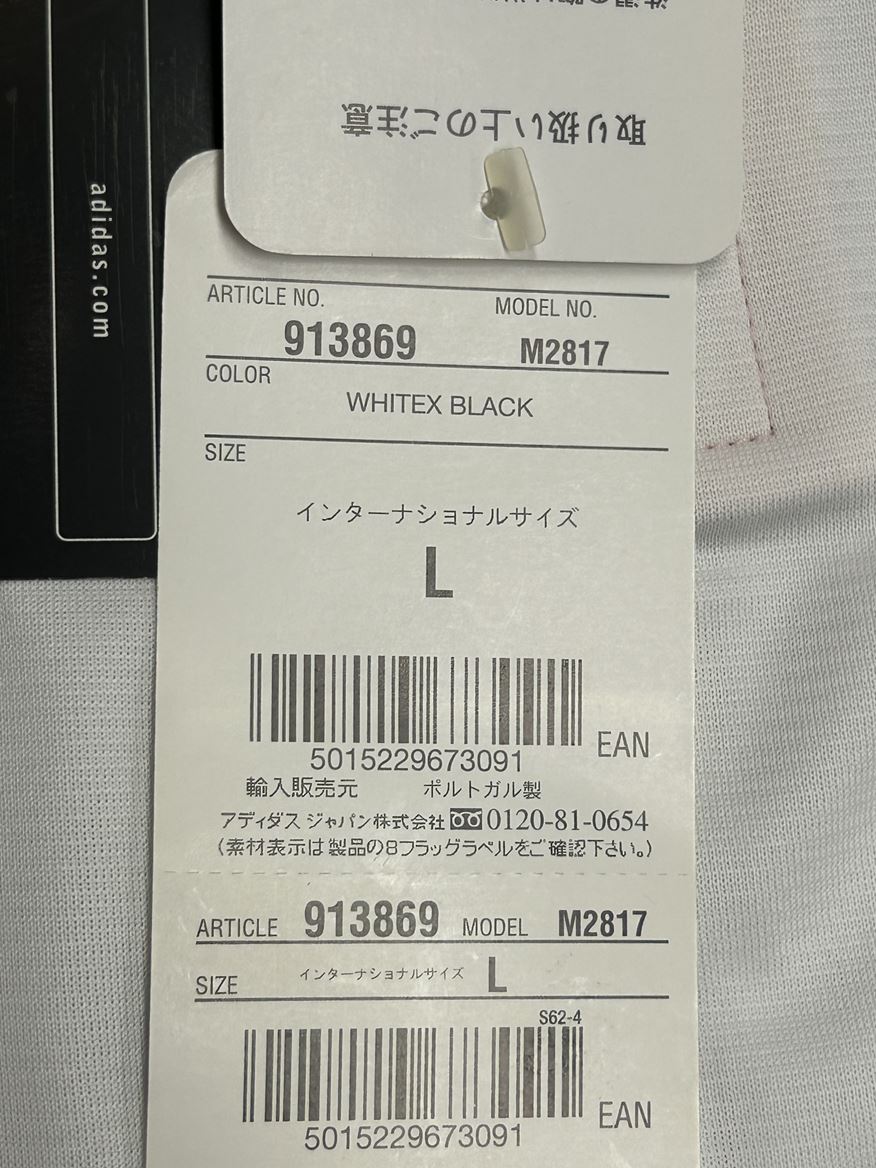 取り扱い上のご注意
adidas.com
ARTICLE NO. MODEL NO.
913869 M2817
COLOR
WHITEX BLACK
SIZE
インターナショナルサイズ
L
EAN
5015229673091
輸入販売元 ポルトガル製
アディダス ジャパン株式会社 0120-81-0654
(素材表示は製品の8フラッグラベルをご確認下さい。)
ARTICLE 913869 MODEL M2817
SIZE インターナショナルサイズ L
S62-4
EAN
5015229673091